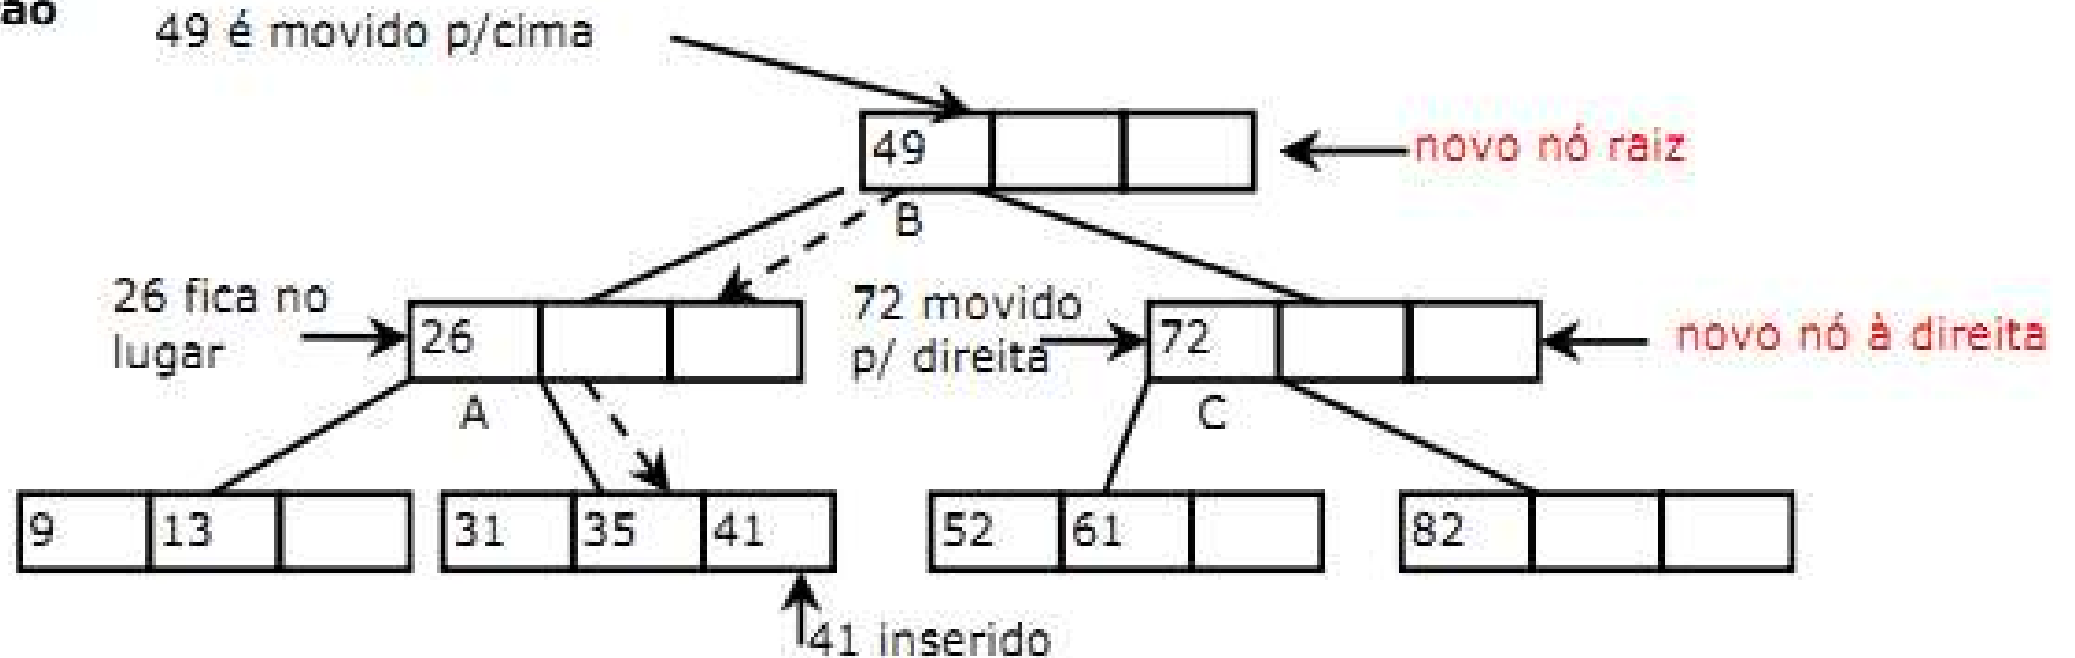 ão
49 é movido p/cima
49
novo nó raiz
B
26 fica no
lugar
26
72 movido
p/ direita
72
novo nó à direita
A
C
9 13
31 35 41
52 61
82
41 inserido